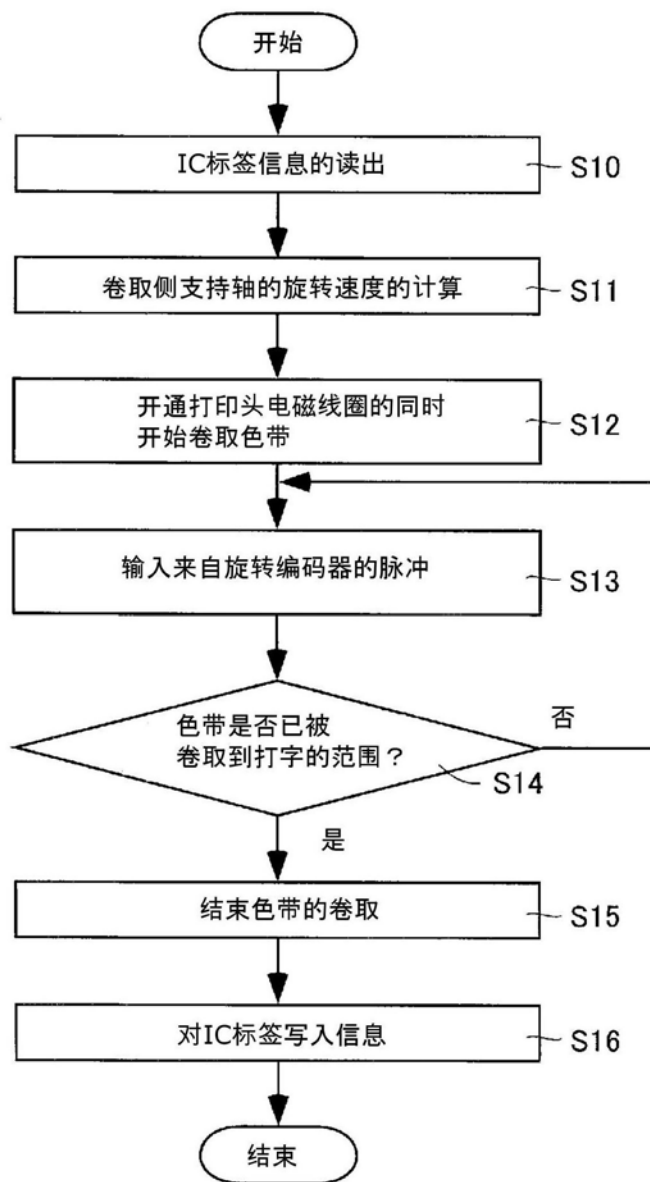 开始
IC标签信息的读出
S10
卷取侧支持轴的旋转速度的计算
S11
开通打印头电磁线圈的同时
开始卷取色带
S12
输入来自旋转编码器的脉冲
S13
色带是否已被
卷取到打字的范围？
否
S14
是
结束色带的卷取
S15
对IC标签写入信息
S16
结束